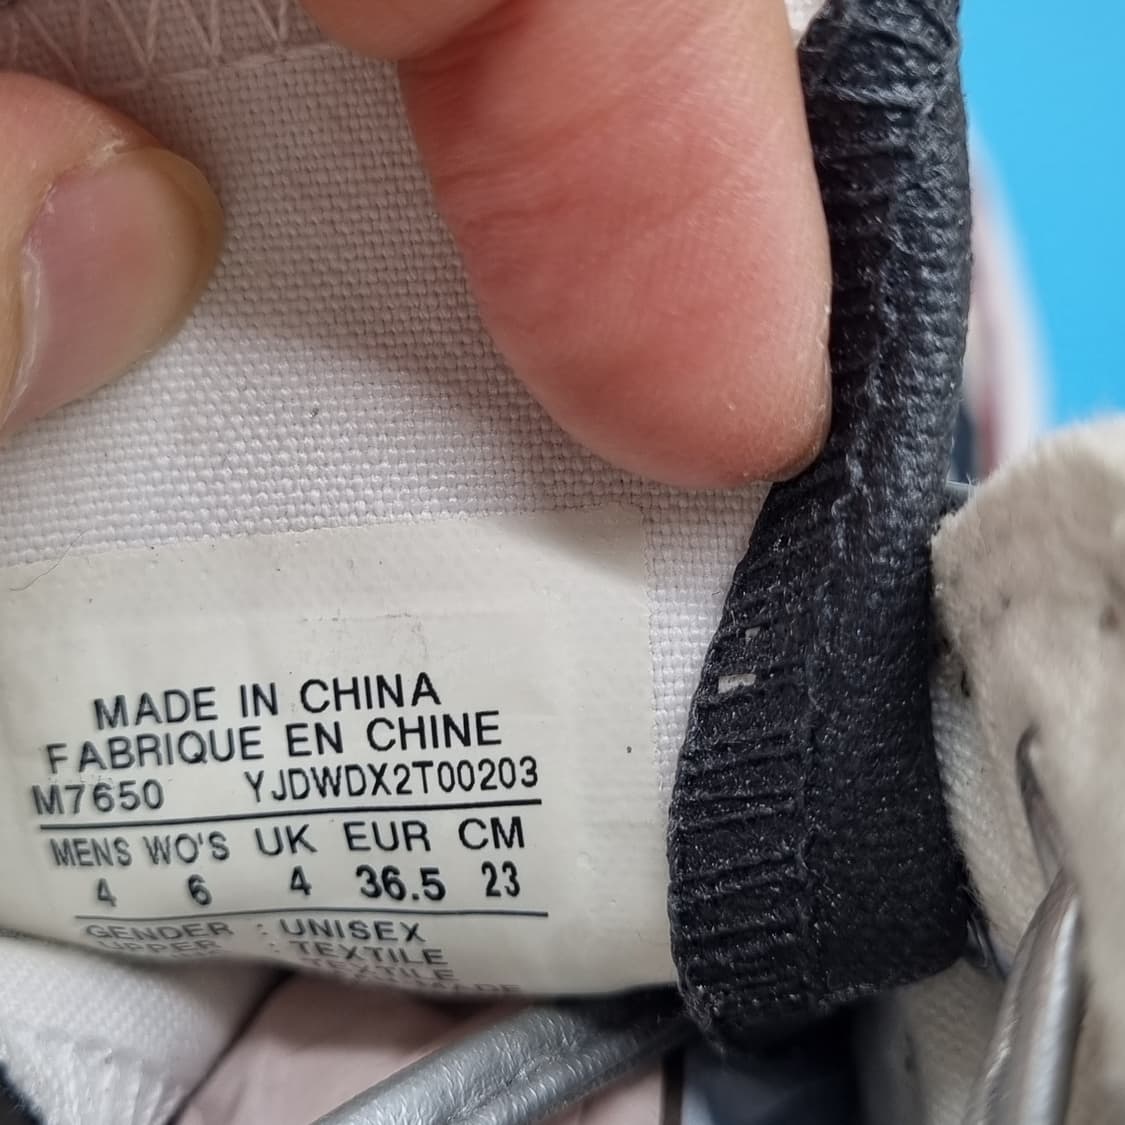 MADE IN CHINA
FABRIQUE EN CHINE
M7650 YJDWDX2T00203
MENS WO'S UK EUR CM
4 6 4 36.5 23
GENDER : UNISEX
UPPER : TEXTILE
TEXTILE